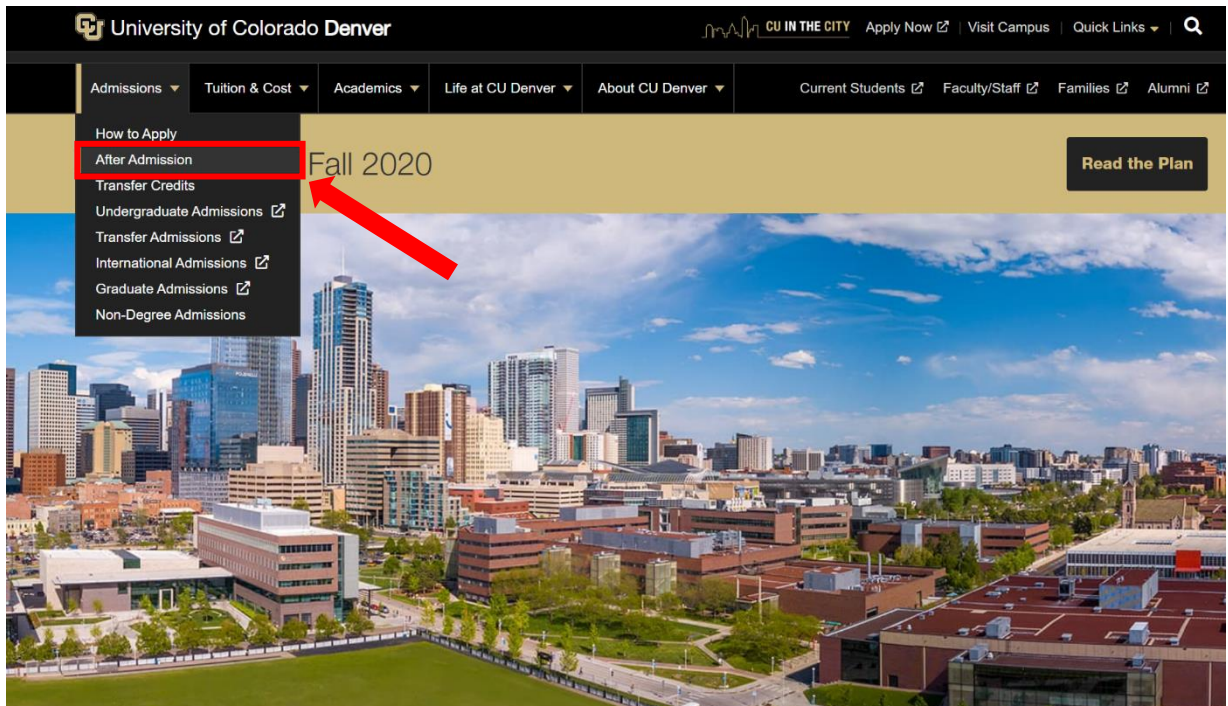 University of Colorado Denver
CU IN THE CITY Apply Now Visit Campus Quick Links
Admissions Tuition & Cost Academics Life at CU Denver About CU Denver Current Students Faculty/Staff Families Alumni
How to Apply
After Admission
Transfer Credits
Undergraduate Admissions
Transfer Admissions
International Admissions
Graduate Admissions
Non-Degree Admissions
Fall 2020
Read the Plan